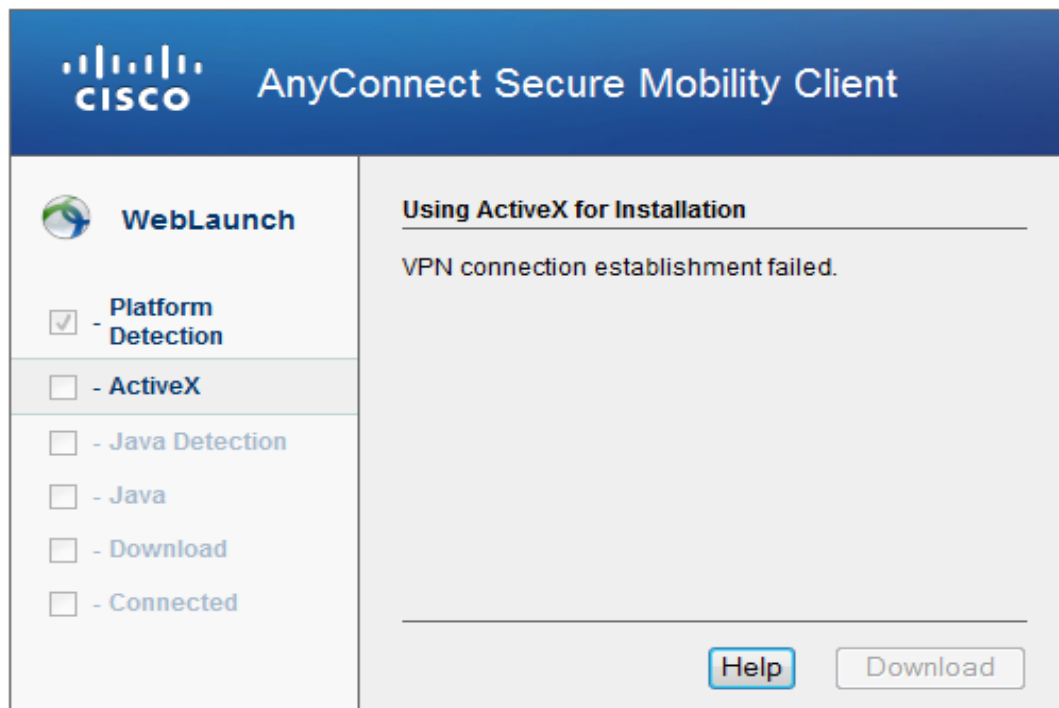 CISCO
AnyConnect Secure Mobility Client
WebLaunch
- Platform
Detection
- ActiveX
- Java Detection
- Java
- Download
- Connected
Using ActiveX for Installation
VPN connection establishment failed.
Help
Download